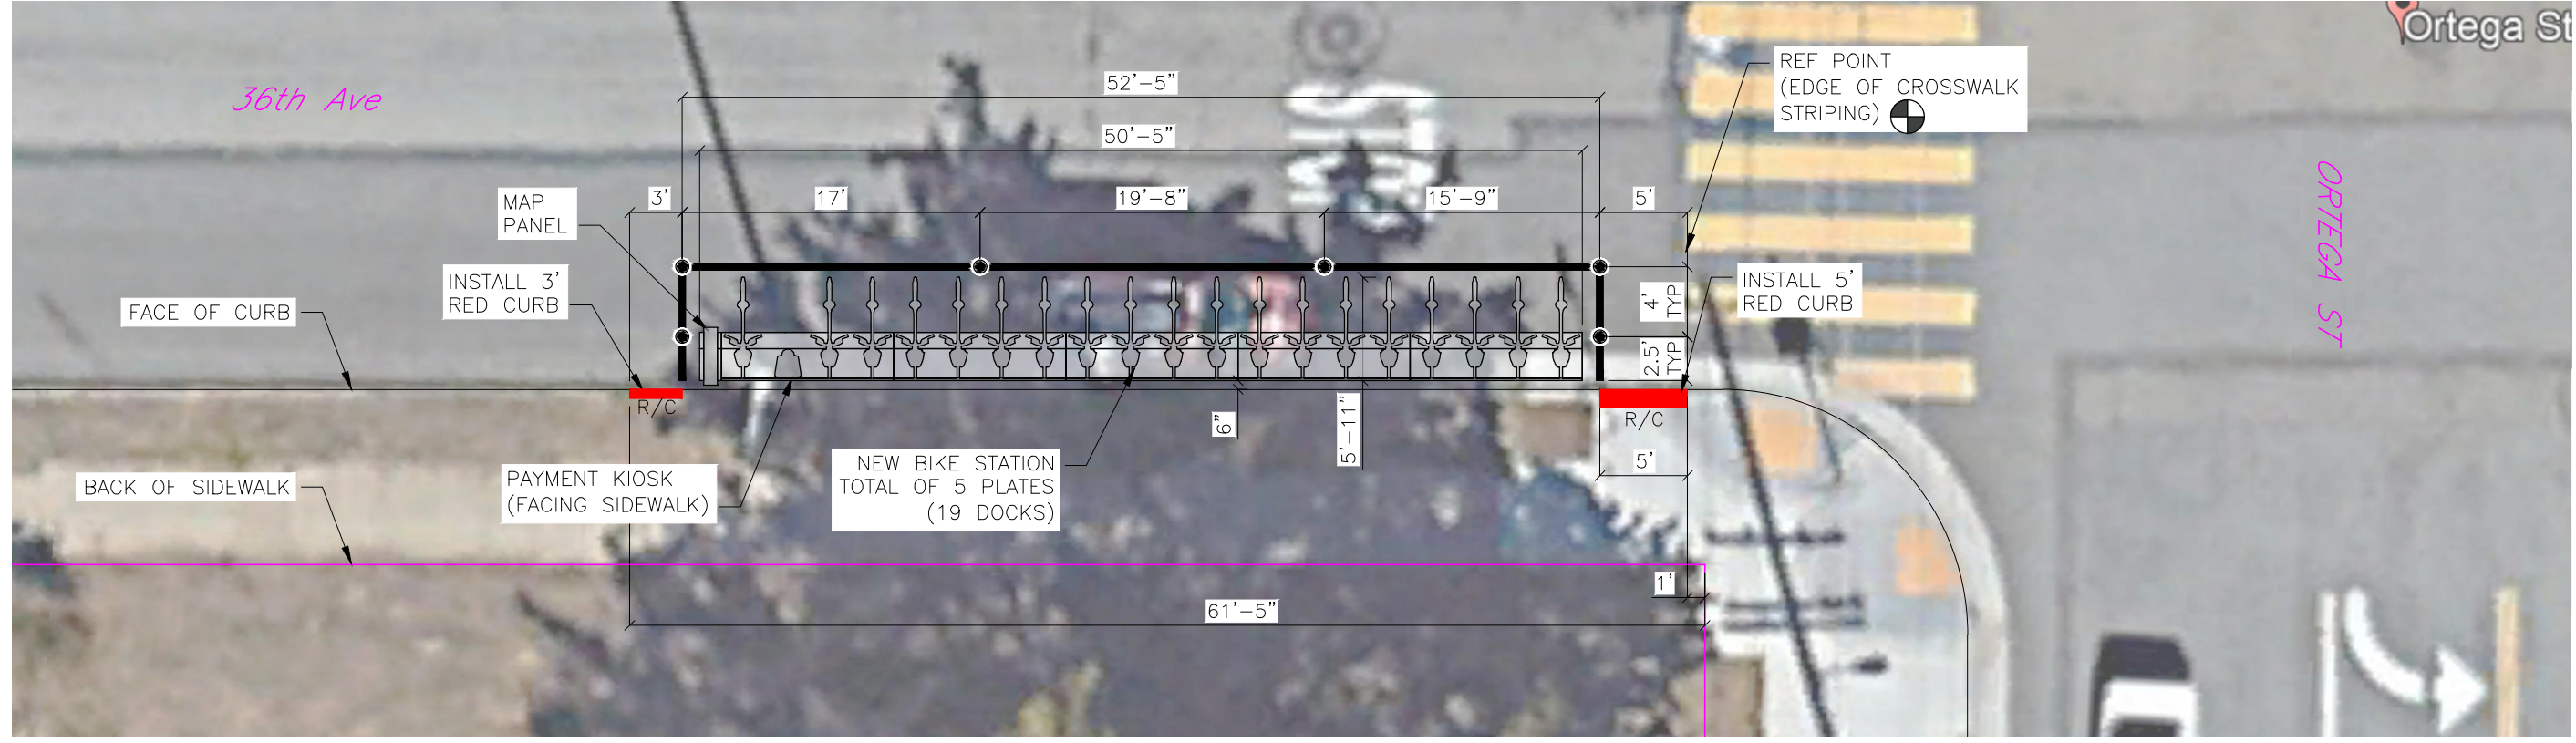 Ortega St
36th Ave
ORTEGA ST
REF POINT
(EDGE OF CROSSWALK
STRIPING)
52'-5"
50'-5"
3'
17'
19'-8"
15'-9"
5'
MAP
PANEL
INSTALL 3'
RED CURB
FACE OF CURB
INSTALL 5'
RED CURB
4'
TYP
2.5'
TYP
R/C
R/C
6"
5'-11"
5'
BACK OF SIDEWALK
PAYMENT KIOSK
(FACING SIDEWALK)
NEW BIKE STATION
TOTAL OF 5 PLATES
(19 DOCKS)
1'
61'-5"